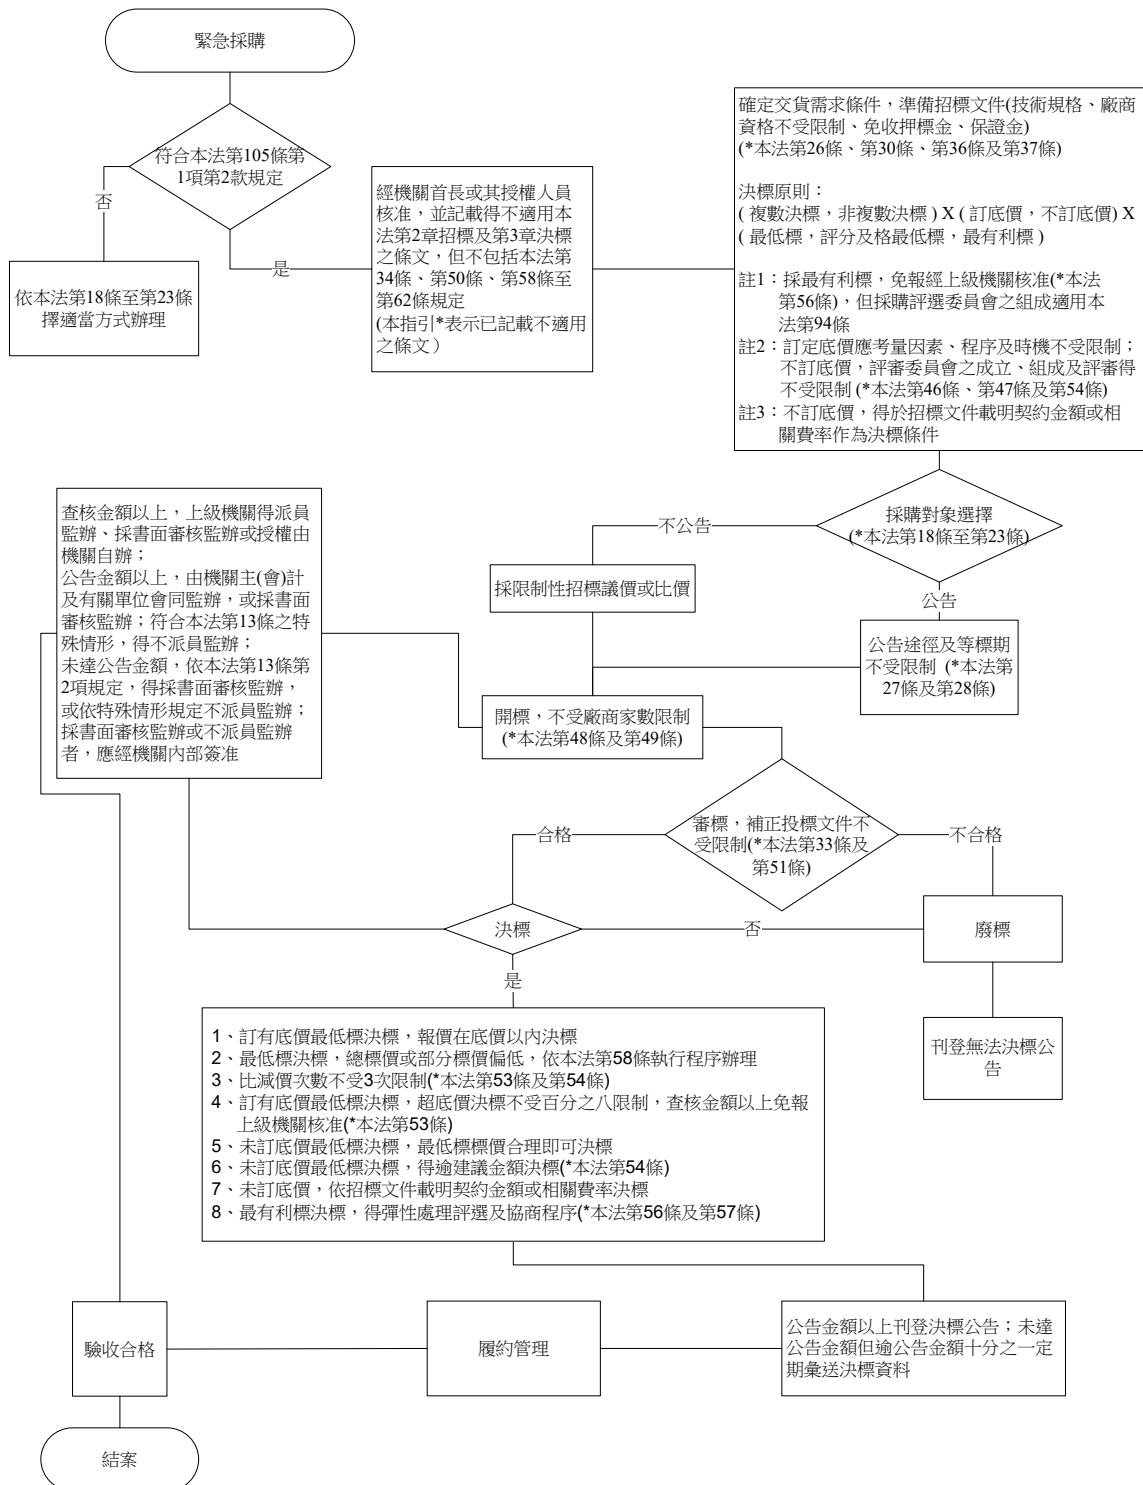 緊急採購
符合本法第105條第
1項第2款規定
否
是
依本法第18條至第23條
擇適當方式辦理
經機關首長或其授權人員
核准，並記載得不適用本
法第2章招標及第3章決標
之條文，但不包括本法第
34條、第50條、第58條至
第62條規定
(本指引*表示已記載不適用
之條文）
確定交貨需求條件，準備招標文件(技術規格、廠商
資格不受限制、免收押標金、保證金)
(*本法第26條、第30條、第36條及第37條)
決標原則：
( 複數決標，非複數決標 ) X ( 訂底價，不訂底價) X
( 最低標，評分及格最低標，最有利標 )
註1：採最有利標，免報經上級機關核准(*本法
第56條)，但採購評選委員會之組成適用本
法第94條
註2：訂定底價應考量因素、程序及時機不受限制；
不訂底價，評審委員會之成立、組成及評審得
不受限制 (*本法第46條、第47條及第54條)
註3：不訂底價，得於招標文件載明契約金額或相
關費率作為決標條件
採購對象選擇
(*本法第18條至第23條)
不公告
公告
採限制性招標議價或比價
公告途徑及等標期
不受限制 (*本法第
27條及第28條)
開標，不受廠商家數限制
(*本法第48條及第49條)
查核金額以上，上級機關得派員
監辦、採書面審核監辦或授權由
機關自辦；
公告金額以上，由機關主(會)計
及有關單位會同監辦，或採書面
審核監辦；符合本法第13條之特
殊情形，得不派員監辦；
未達公告金額，依本法第13條第
2項規定，得採書面審核監辦，
或依特殊情形規定不派員監辦；
採書面審核監辦或不派員監辦
者，應經機關內部簽准
審標，補正投標文件不
受限制(*本法第33條及
第51條)
合格
不合格
決標
否
廢標
是
刊登無法決標公
告
1、訂有底價最低標決標，報價在底價以內決標
2、最低標決標，總標價或部分標價偏低，依本法第58條執行程序辦理
3、比減價次數不受3次限制(*本法第53條及第54條)
4、訂有底價最低標決標，超底價決標不受百分之八限制，查核金額以上免報
上級機關核准(*本法第53條)
5、未訂底價最低標決標，最低標標價合理即可決標
6、未訂底價最低標決標，得逾建議金額決標(*本法第54條)
7、未訂底價，依招標文件載明契約金額或相關費率決標
8、最有利標決標，得彈性處理評選及協商程序(*本法第56條及第57條)
驗收合格
履約管理
公告金額以上刊登決標公告；未達
公告金額但逾公告金額十分之一定
期彙送決標資料
結案